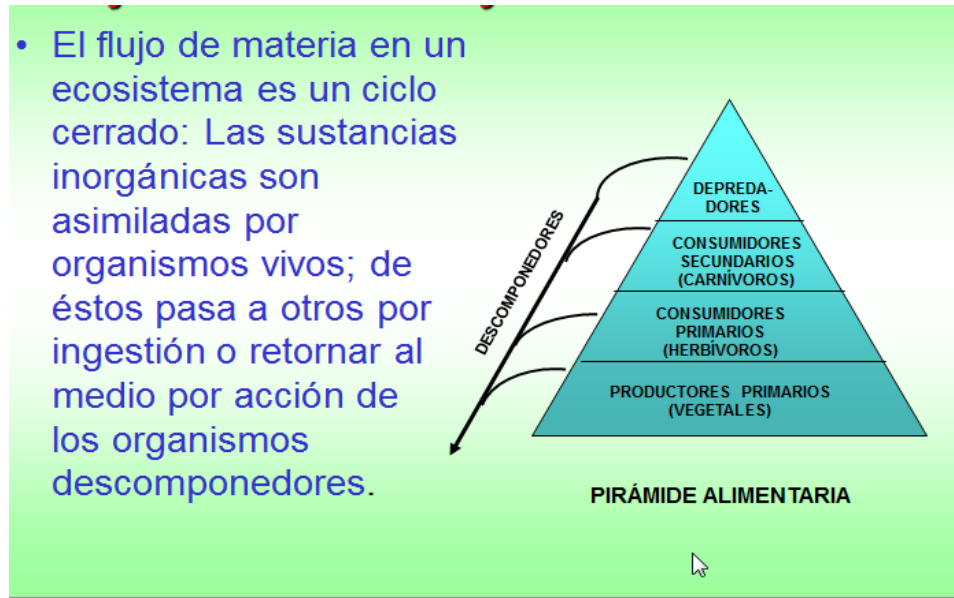 • El flujo de materia en un
ecosistema es un ciclo
cerrado: Las sustancias
inorgánicas son
asimiladas por
organismos vivos; de
éstos pasa a otros por
ingestión o retornar al
medio por acción de
los organismos
descomponedores.
DESCOMPONEDORES
DEPREDA-
DORES
CONSUMIDORES
SECUNDARIOS
(CARNÍVOROS)
CONSUMIDORES
PRIMARIOS
(HERBÍVOROS)
PRODUCTORES PRIMARIOS
(VEGETALES)
PIRÁMIDE ALIMENTARIA